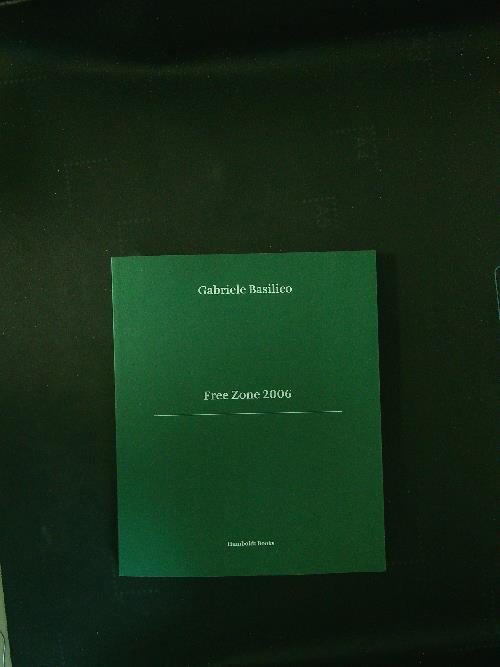 Gabriele Basilico
Free Zone 2006
Humboldt Books